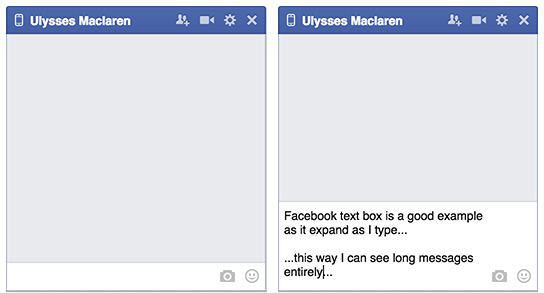 Ulysses Maclaren
Ulysses Maclaren
Facebook text box is a good example
as it expand as I type...
...this way I can see long messages
entirely...